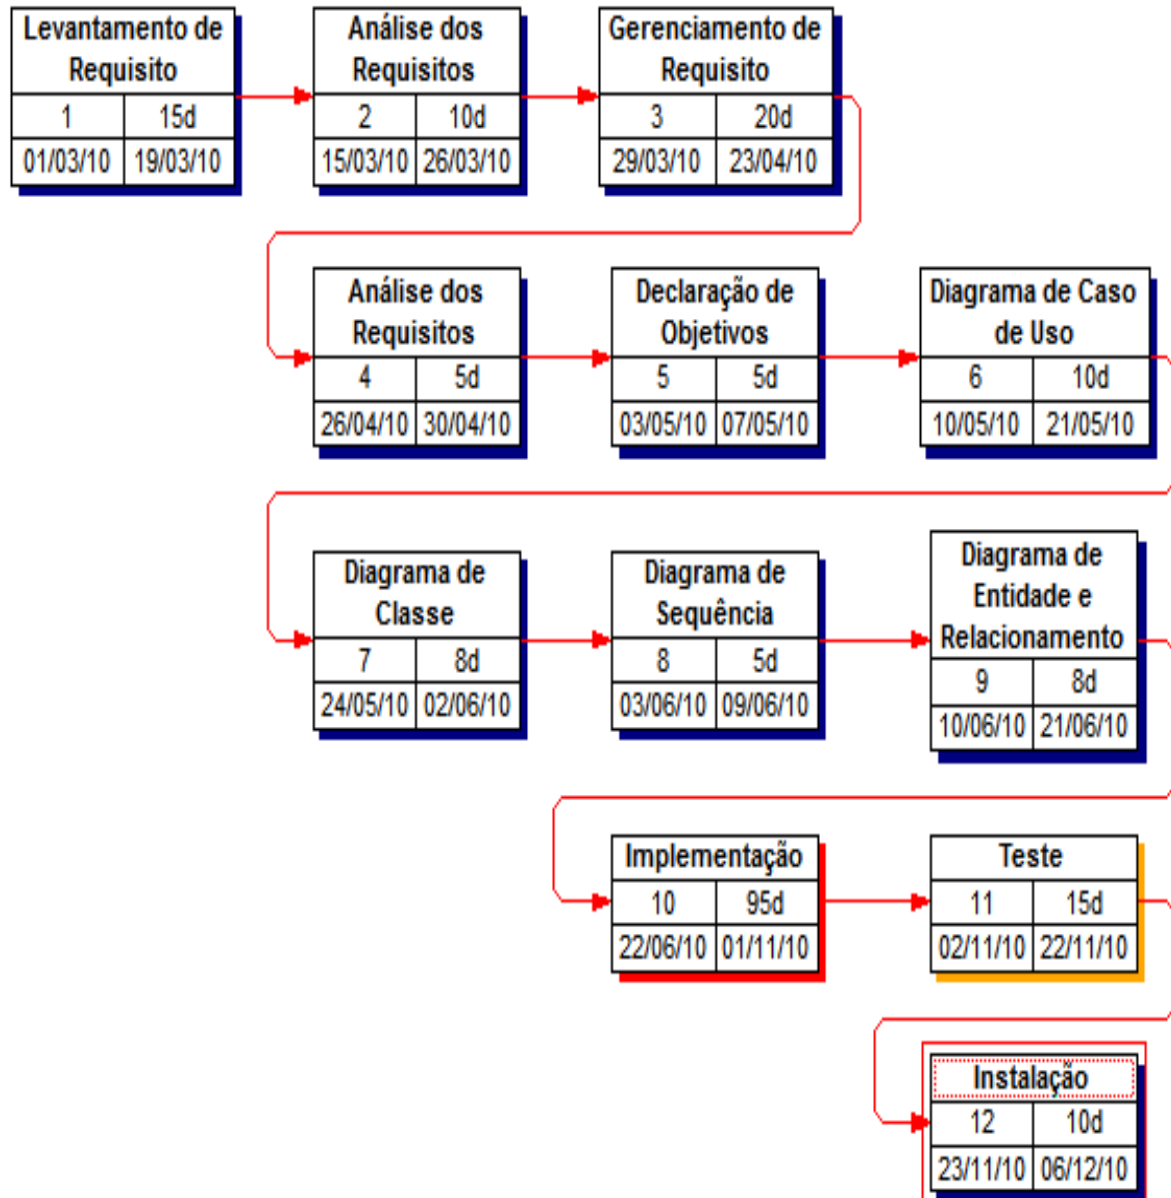 Levantamento de
Requisito
1 15d
01/03/10 19/03/10
Análise dos
Requisitos
2 10d
15/03/10 26/03/10
Gerenciamento de
Requisito
3 20d
29/03/10 23/04/10
Análise dos
Requisitos
4 5d
26/04/10 30/04/10
Declaração de
Objetivos
5 5d
03/05/10 07/05/10
Diagrama de Caso
de Uso
6 10d
10/05/10 21/05/10
Diagrama de
Classe
7 8d
24/05/10 02/06/10
Diagrama de
Sequência
8 5d
03/06/10 09/06/10
Diagrama de
Entidade e
Relacionamento
9 8d
10/06/10 21/06/10
Implementação
10 95d
22/06/10 01/11/10
Teste
11 15d
02/11/10 22/11/10
Instalação
12 10d
23/11/10 06/12/10